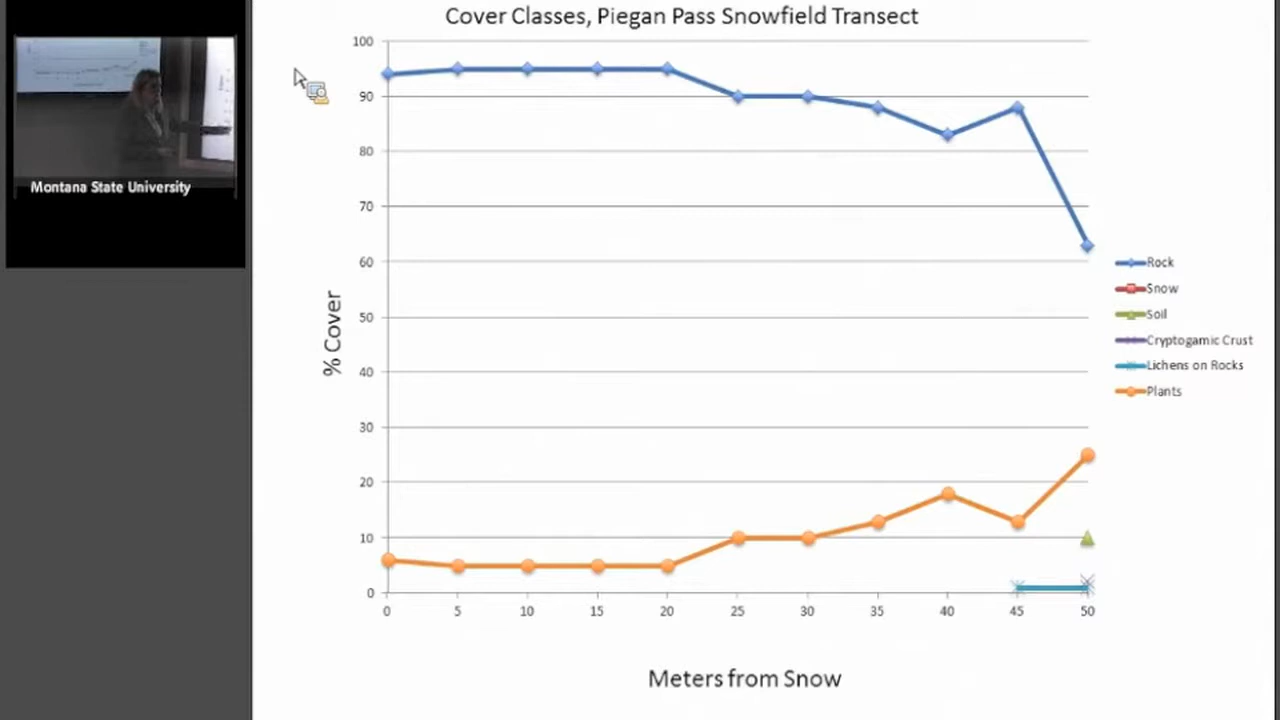 Cover Classes, Piegan Pass Snowfield Transect
Montana State University
% Cover
100
90
80
70
60
50
40
30
20
10
0
0 5 10 15 20 25 30 35 40 45 50
Meters from Snow
Rock
Snow
Soil
Cryptogamic Crust
Lichens on Rocks
Plants